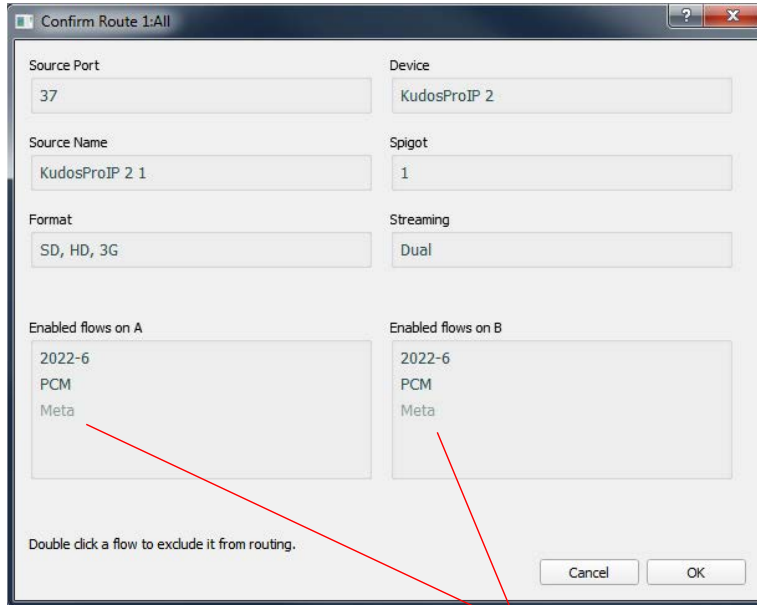 Confirm Route 1:All
?
X
Source Port
Device
37
KudosProIP 2
Source Name
Spigot
KudosProIP 2 1
1
Format
Streaming
SD, HD, 3G
Dual
Enabled flows on A
Enabled flows on B
2022-6
PCM
Meta
2022-6
PCM
Meta
Double click a flow to exclude it from routing.
Cancel
OK